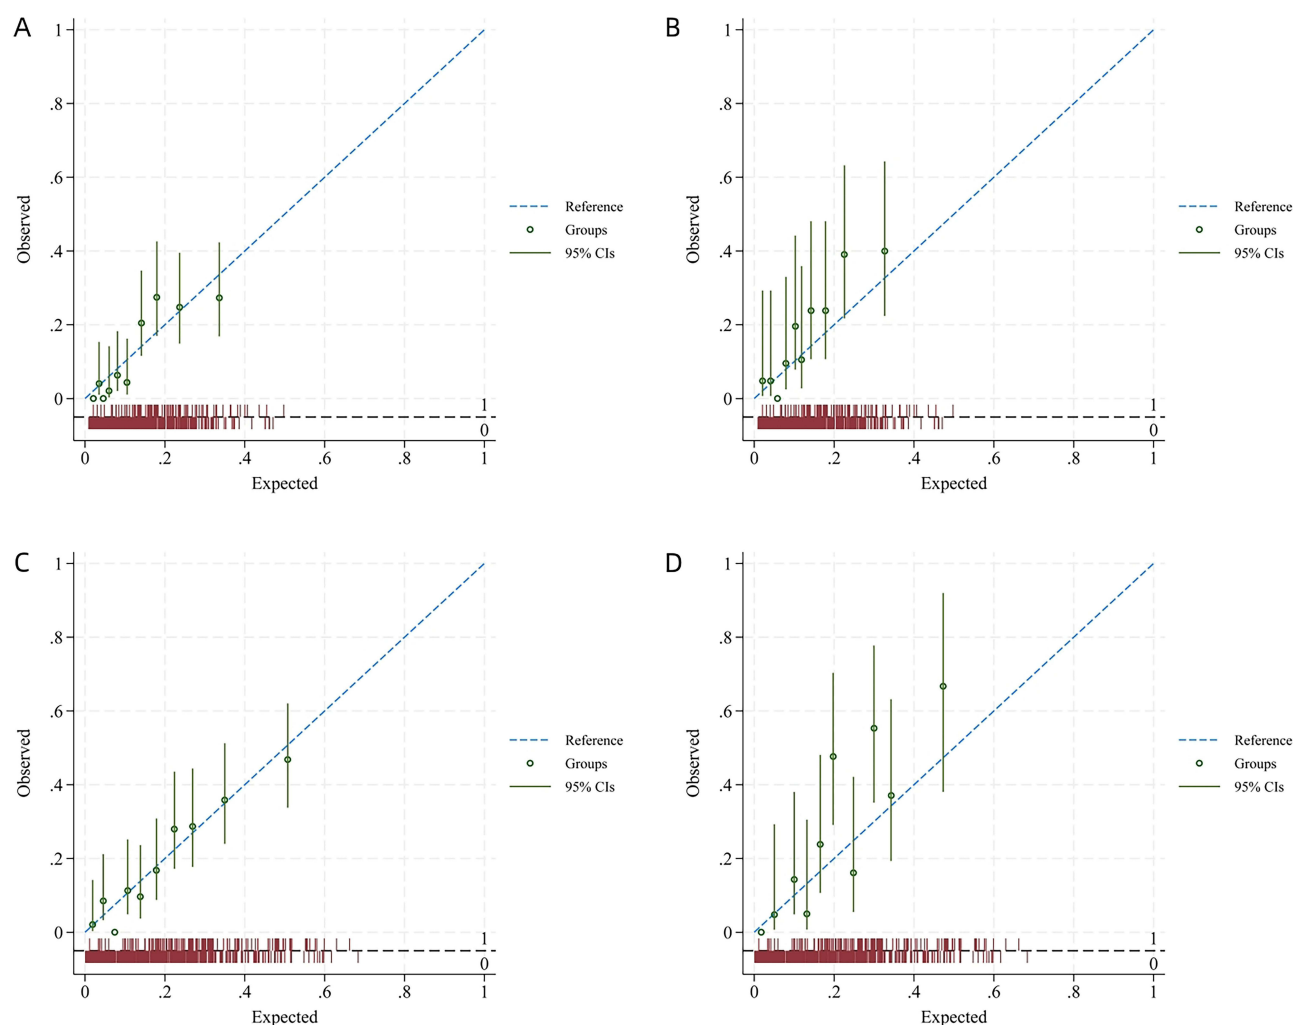 A
1
.8
.6
.4
.2
0
Observed
1
0
0 .2 .4 .6 .8 1
Expected
Reference
Groups
95% CIs
B
1
.8
.6
.4
.2
0
Observed
1
0
0 .2 .4 .6 .8 1
Expected
Reference
Groups
95% CIs
C
1
.8
.6
.4
.2
0
Observed
1
0
0 .2 .4 .6 .8 1
Expected
Reference
Groups
95% CIs
D
1
.8
.6
.4
.2
0
Observed
1
0
0 .2 .4 .6 .8 1
Expected
Reference
Groups
95% CIs